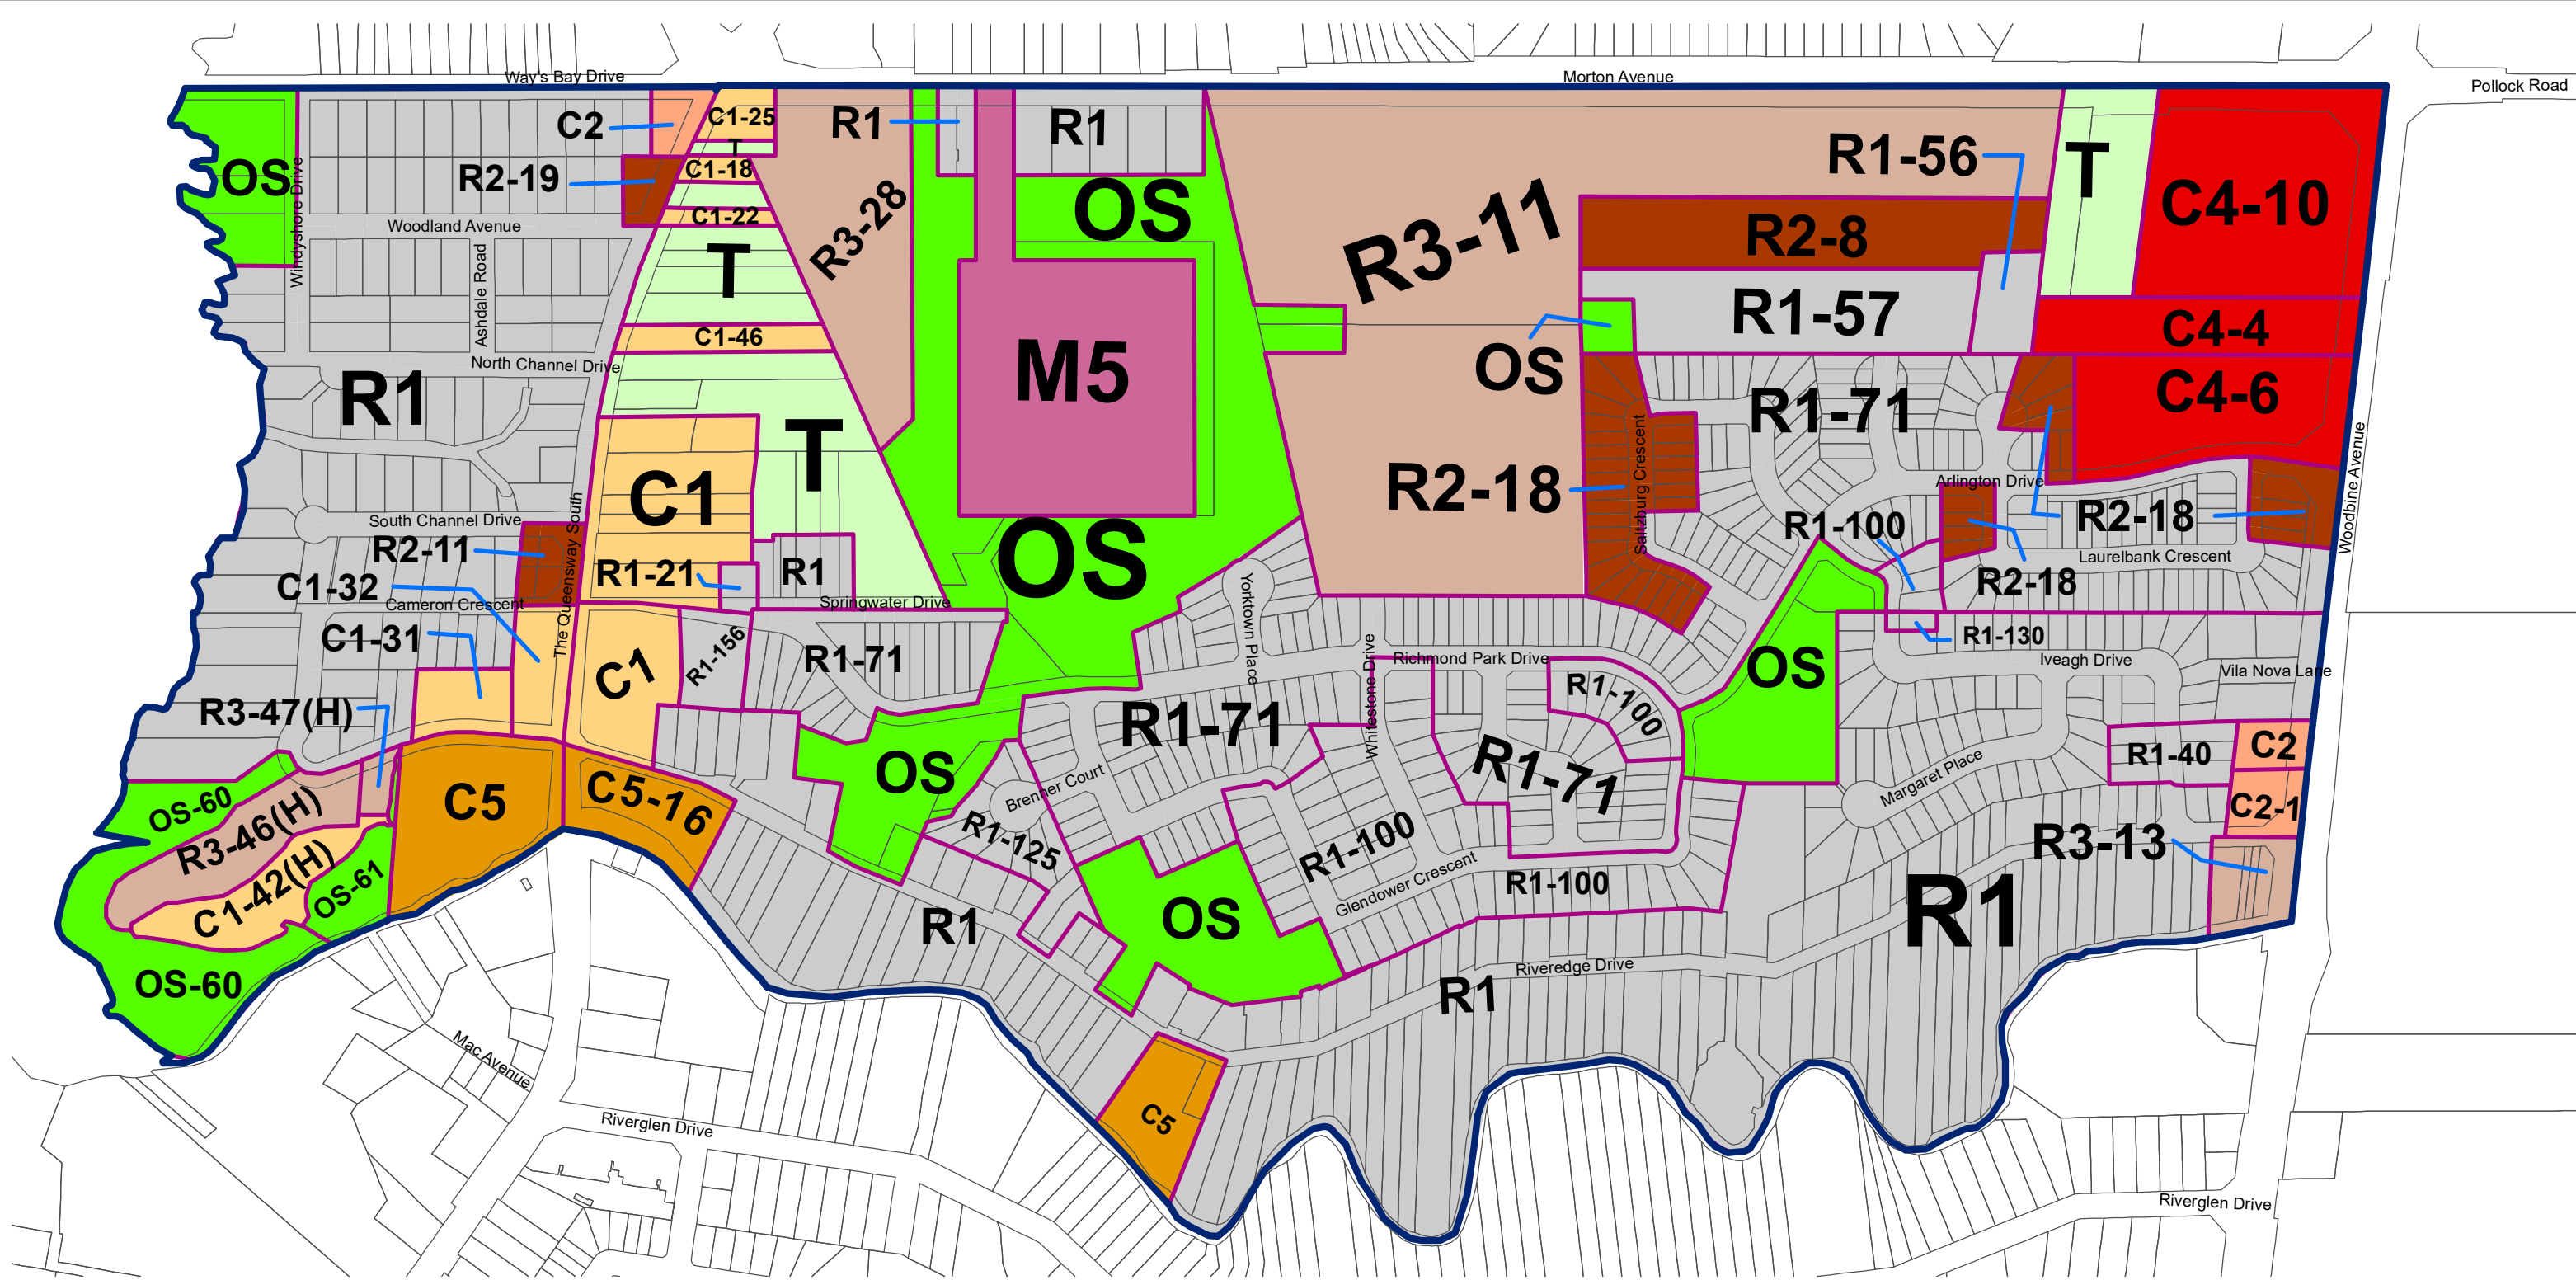 Way's Bay Drive
Morton Avenue
Pollock Road
C2
C1-25
R1
R1
T
OS
R2-19
C1-18
R1-56
T
C4-10
Windyshore Drive
Woodland Avenue
C1-22
R3-28
OS
R3-11
R2-8
T
Ashdale Road
C1-46
R1-57
C4-4
North Channel Drive
R1
M5
OS
R1-71
C4-6
T
C1
R2-18
Salzburg Crescent
Arlington Drive
Woodbine Avenue
South Channel Drive
The Queensway South
R1-100
R2-18
R2-11
OS
Laurelbank Crescent
C1-32
R1-21
R1
R2-18
Cameron Crescent
Springwater Drive
Yorktown Place
C1-31
R1-156
R1-71
Whitestone Drive
Richmond Park Drive
R1-130
Iveagh Drive
Vila Nova Lane
C1
OS
R3-47(H)
R1-71
R1-100
R1-40
C2
OS
R1-71
Brenner Court
Margaret Place
C5
C5-16
OS-60
C2-1
R3-46(H)
R1-125
R1-100
R3-13
C1-42(H)
OS-61
Glendower Crescent
R1-100
R1
OS
R1
OS-60
R1
Riveredge Drive
Mac Avenue
C5
Riverglen Drive
Riverglen Drive